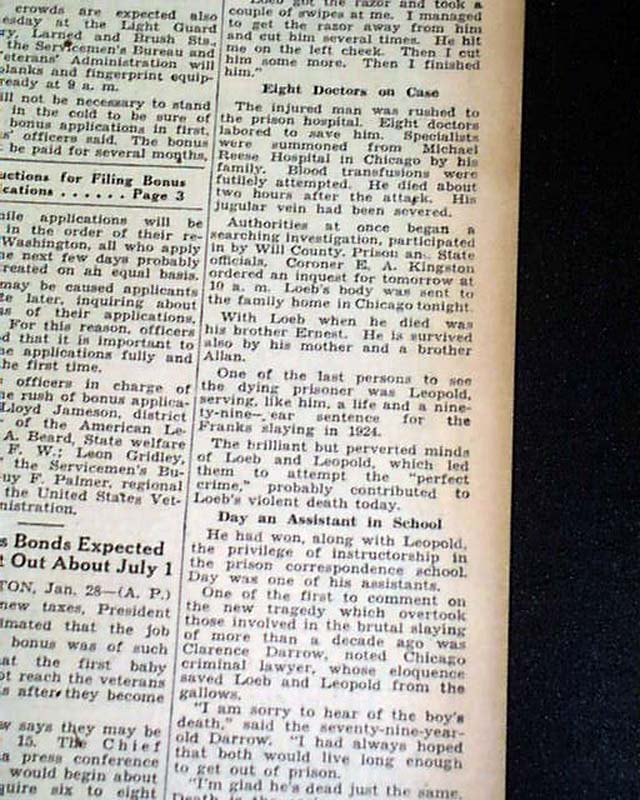 crowds are expected also
esday at the Light Guard
ry, Larned and Brush Sts.,
the Servicemen's Bureau and
eterans' Administration will
blanks and fingerprint equip-
ready at 9 a. m.
ill not be necessary to stand
in the cold to be sure of
bonus applications in first,
s' officers said. The bonus
be paid for several months,
uctions for Filing Bonus
cations . . . . . . Page 3
hile applications will be
in the order of their re-
Washington, all who apply
e next few days probably
reated on an equal basis.
may be caused applicants
te later, inquiring about
s of their applications.
For this reason, officers
d that it is important to
e applications fully and
he first time.
officers in charge of
e rush of bonus applica-
Lloyd Jameson, district
of the American Le-
A. Beard, State welfare
F. W.; Leon Gridley,
the Servicemen's Bu-
uy F. Palmer, regional
the United States Vet-
nistration.
s Bonds Expected
t Out About July 1
TON, Jan. 28—(A. P.)
new taxes, President
imated that the job
bonus was of such
at the first baby
ot reach the veterans
s after they become
w says they may be
15. The Chief
a press conference
would begin about
quire six to eight
Loeb got the razor and took a
couple of swipes at me. I managed
to get the razor away from him
and cut him several times. He hit
me on the left cheek. Then I cut
him some more. Then I finished
him."
Eight Doctors on Case
The injured man was rushed to
the prison hospital. Eight doctors
labored to save him. Specialists
were summoned from Michael
Reese Hospital in Chicago by his
family. Blood transfusions were
futilely attempted. He died about
two hours after the attack. His
jugular vein had been severed.
Authorities at once began a
searching investigation, participated
in by Will County. Prison an. State
officials. Coroner E. A. Kingston
ordered an inquest for tomorrow at
10 a. m. Loeb's body was sent to
the family home in Chicago tonight.
With Loeb when he died was
his brother Ernest. He is survived
also by his mother and a brother
Allan.
One of the last persons to see
the dying prisoner was Leopold,
serving, like him, a life and a nine-
ty-nine- ear sentence for the
Franks slaying in 1924.
The brilliant but perverted minds
of Loeb and Leopold, which led
them to attempt the "perfect
crime," probably contributed to
Loeb's violent death today.
Day an Assistant in School
He had won, along with Leopold,
the privilege of instructorship in
the prison correspondence school.
Day was one of his assistants.
One of the first to comment on
the new tragedy which overtook
those involved in the brutal slaying
of more than a decade ago was
Clarence Darrow, noted Chicago
criminal lawyer, whose eloquence
saved Loeb and Leopold from the
gallows.
"I am sorry to hear of the boy's
death," said the seventy-nine-year-
old Darrow. "I had always hoped
that both would live long enough
to get out of prison.
"I'm glad he's dead just the same.
Death is the